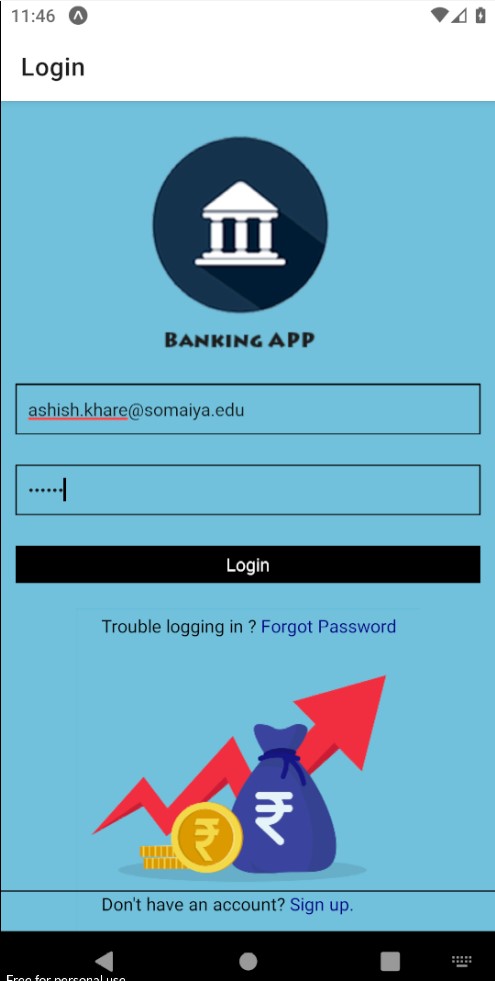 11:46
Login
BANKING APP
ashish.khare@somaiya.edu
••••••
Login
Trouble logging in ? Forgot Password
₹
₹
Don't have an account? Sign up.
Free for personal use